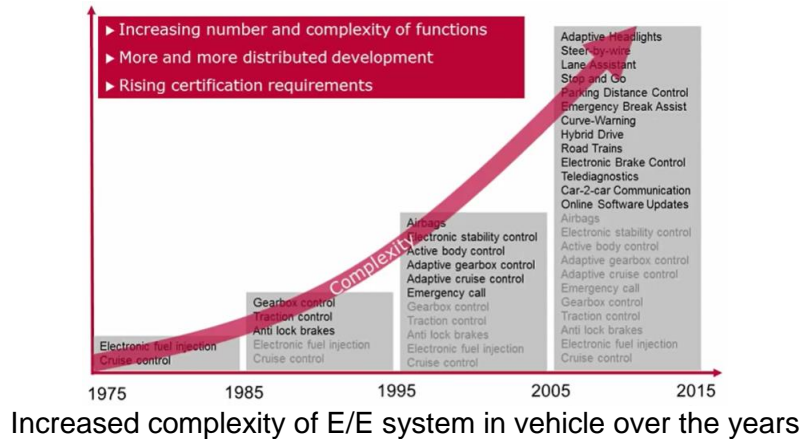 ▶ Increasing number and complexity of functions
▶ More and more distributed development
▶ Rising certification requirements
Complexity
Electronic fuel injection
Cruise control
Gearbox control
Traction control
Anti lock brakes
Electronic fuel injection
Cruise control
Airbags
Electronic stability control
Active body control
Adaptive gearbox control
Adaptive cruise control
Emergency call
Gearbox control
Traction control
Anti lock brakes
Electronic fuel injection
Cruise control
Adaptive Headlights
Steer-by-wire
Lane Assistant
Stop and Go
Parking Distance Control
Emergency Break Assist
Curve-Warning
Hybrid Drive
Road Trains
Electronic Brake Control
Telediagnostics
Car-2-car Communication
Online Software Updates
Airbags
Electronic stability control
Active body control
Adaptive gearbox control
Adaptive cruise control
Emergency call
Gearbox control
Traction control
Anti lock brakes
Electronic fuel injection
Cruise control
1975 1985 1995 2005 2015
Increased complexity of E/E system in vehicle over the years